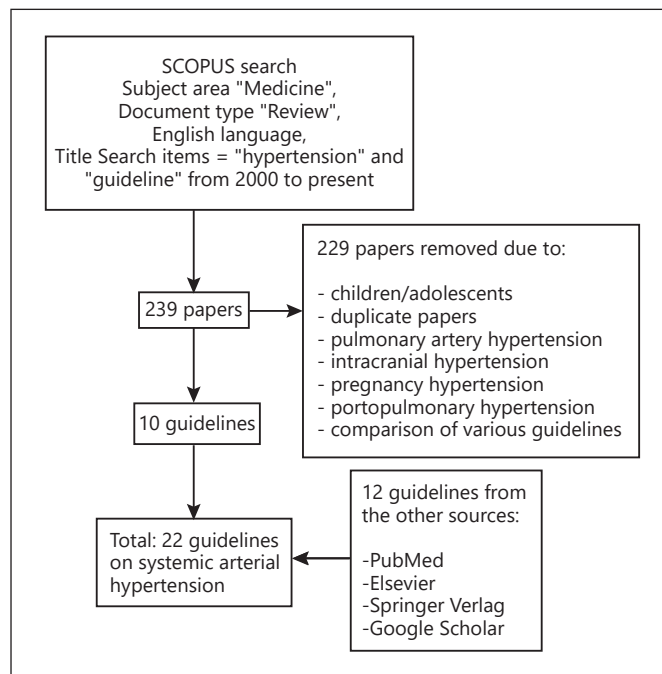 SCOPUS search
Subject area "Medicine",
Document type "Review",
English language,
Title Search items = "hypertension" and
"guideline" from 2000 to present
239 papers
229 papers removed due to:
- children/adolescents
- duplicate papers
- pulmonary artery hypertension
- intracranial hypertension
- pregnancy hypertension
- portopulmonary hypertension
- comparison of various guidelines
10 guidelines
12 guidelines from
the other sources:
-PubMed
-Elsevier
-Springer Verlag
-Google Scholar
Total: 22 guidelines
on systemic arterial
hypertension